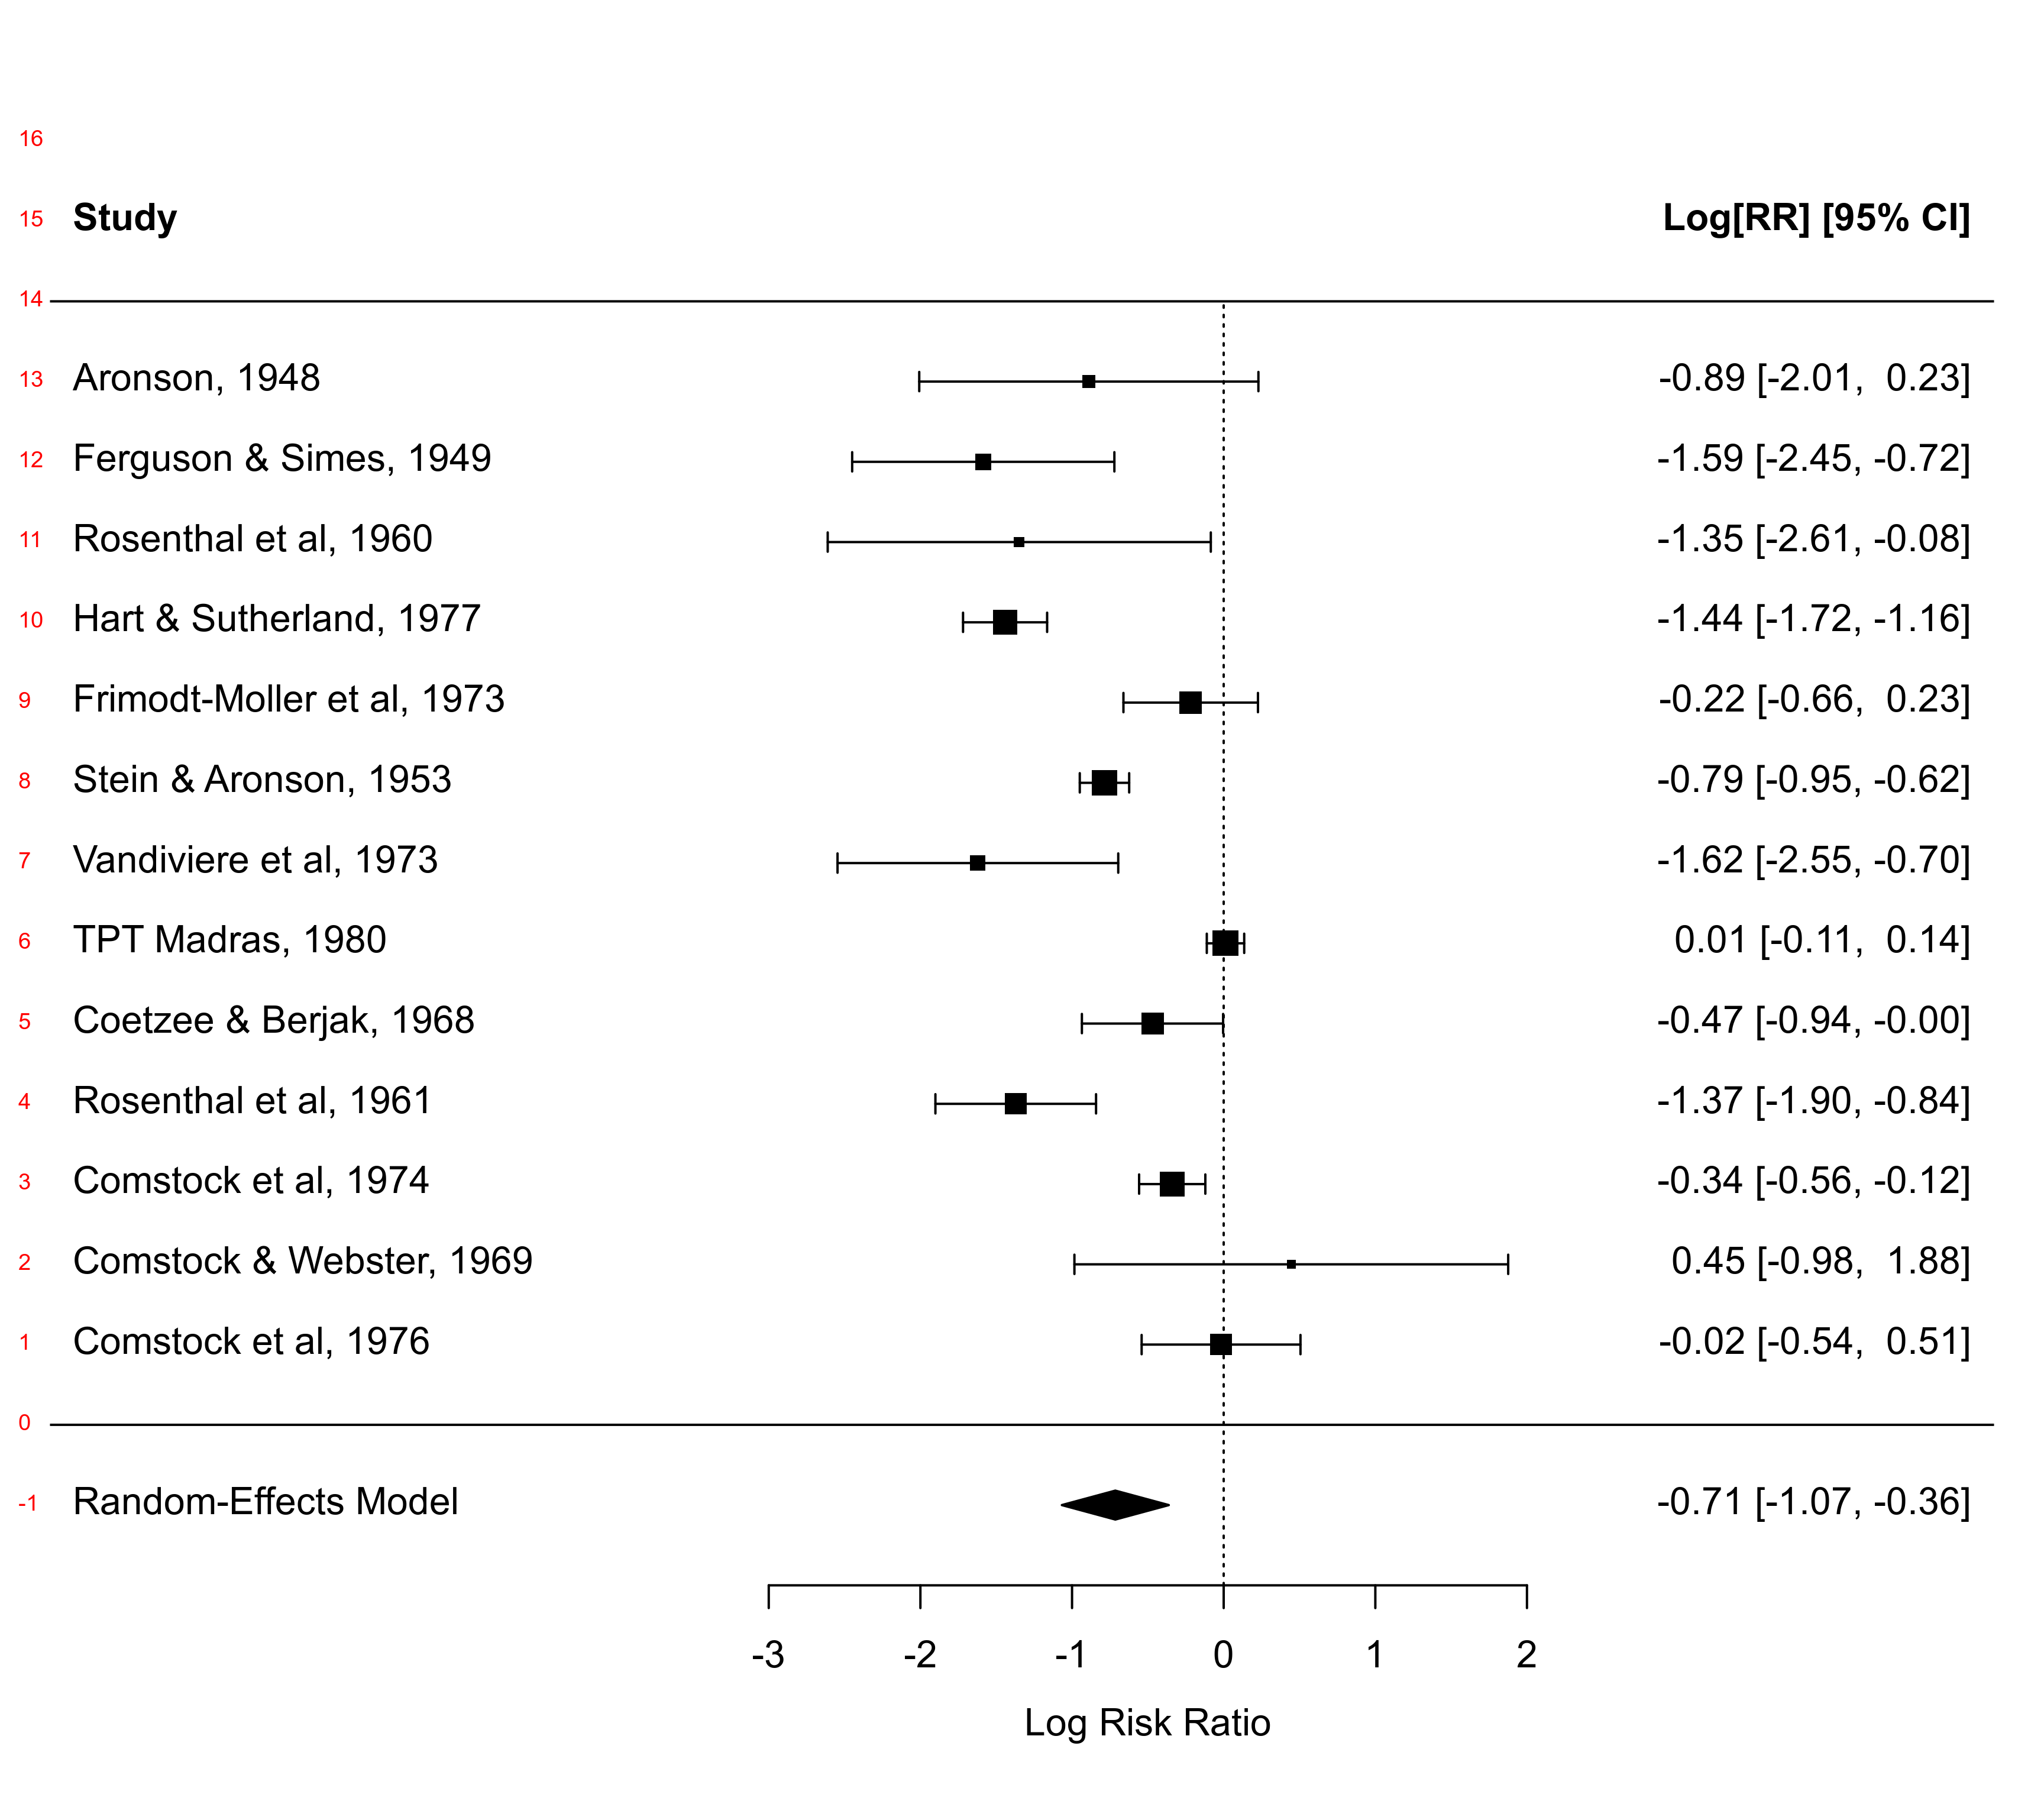 16
15 Study Log[RR] [95% CI]
14
13 Aronson, 1948 -0.89 [-2.01, 0.23]
12 Ferguson & Simes, 1949 -1.59 [-2.45, -0.72]
11 Rosenthal et al, 1960 -1.35 [-2.61, -0.08]
10 Hart & Sutherland, 1977 -1.44 [-1.72, -1.16]
9 Frimodt-Moller et al, 1973 -0.22 [-0.66, 0.23]
8 Stein & Aronson, 1953 -0.79 [-0.95, -0.62]
7 Vandiviere et al, 1973 -1.62 [-2.55, -0.70]
6 TPT Madras, 1980 0.01 [-0.11, 0.14]
5 Coetzee & Berjak, 1968 -0.47 [-0.94, -0.00]
4 Rosenthal et al, 1961 -1.37 [-1.90, -0.84]
3 Comstock et al, 1974 -0.34 [-0.56, -0.12]
2 Comstock & Webster, 1969 0.45 [-0.98, 1.88]
1 Comstock et al, 1976 -0.02 [-0.54, 0.51]
0
-1 Random-Effects Model -0.71 [-1.07, -0.36]
-3 -2 -1 0 1 2
Log Risk Ratio